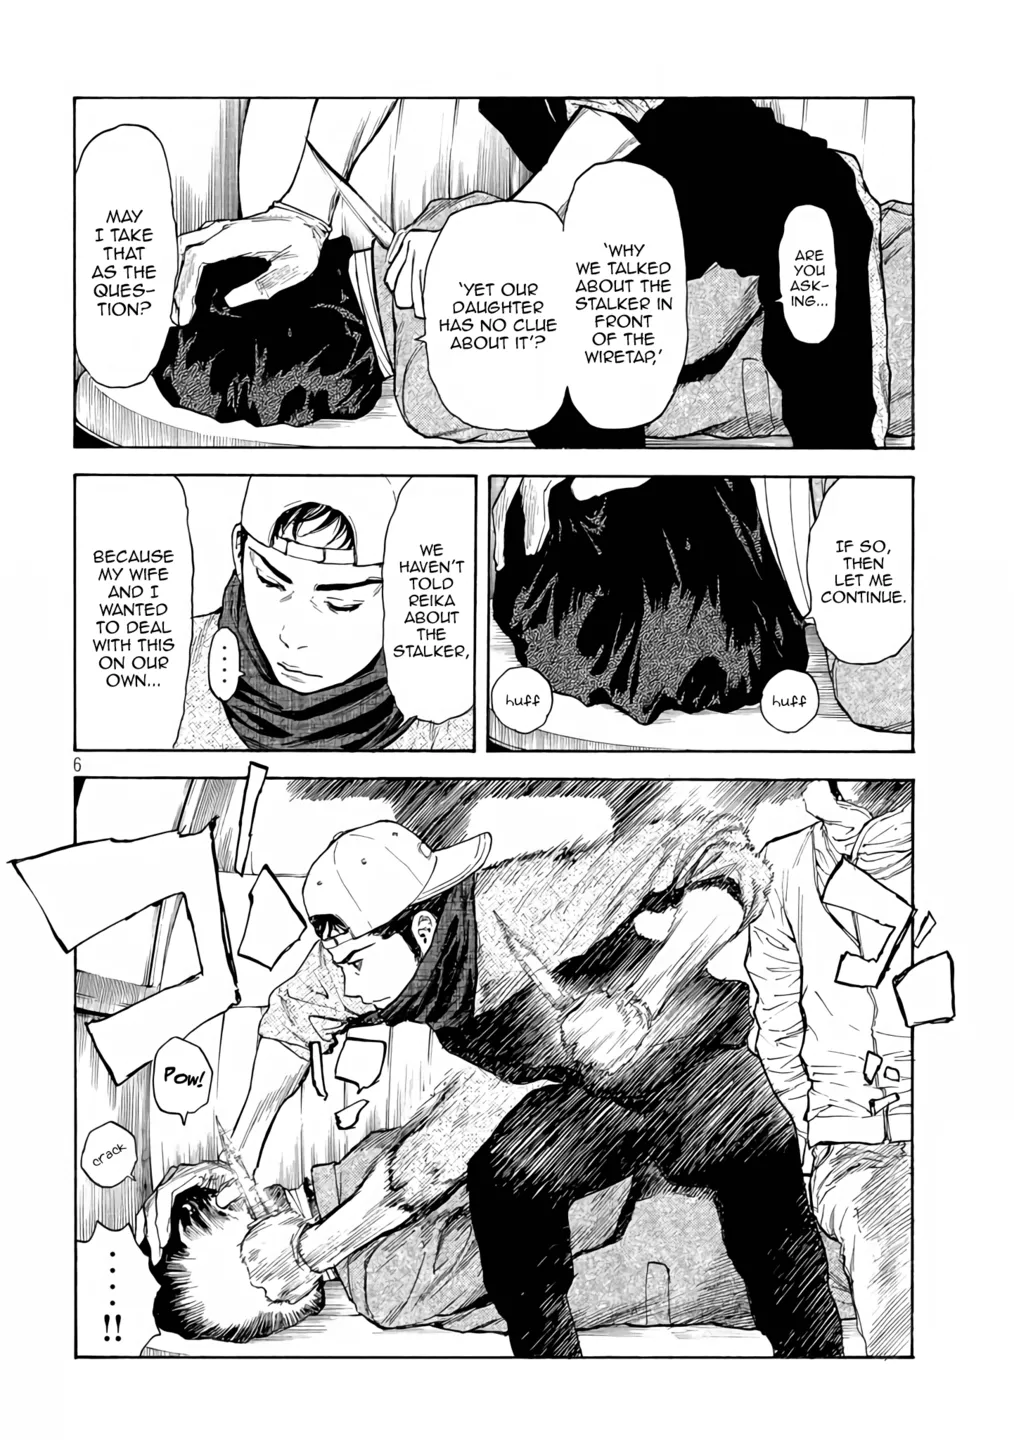 ARE
YOU
ASK-
ING...
'WHY
WE TALKED
ABOUT THE
STALKER IN
FRONT
OF THE
WIRETAP,'
'YET OUR
DAUGHTER
HAS NO CLUE
ABOUT IT'?
MAY
I TAKE
THAT
AS THE
QUES-
TION?
IF SO,
THEN
LET ME
CONTINUE.
huff
huff
WE
HAVEN'T
TOLD
REIKA
ABOUT
THE
STALKER,
....
BECAUSE
MY WIFE
AND I
WANTED
TO DEAL
WITH THIS
ON OUR
OWN...
6
POW!
crack
.....!!